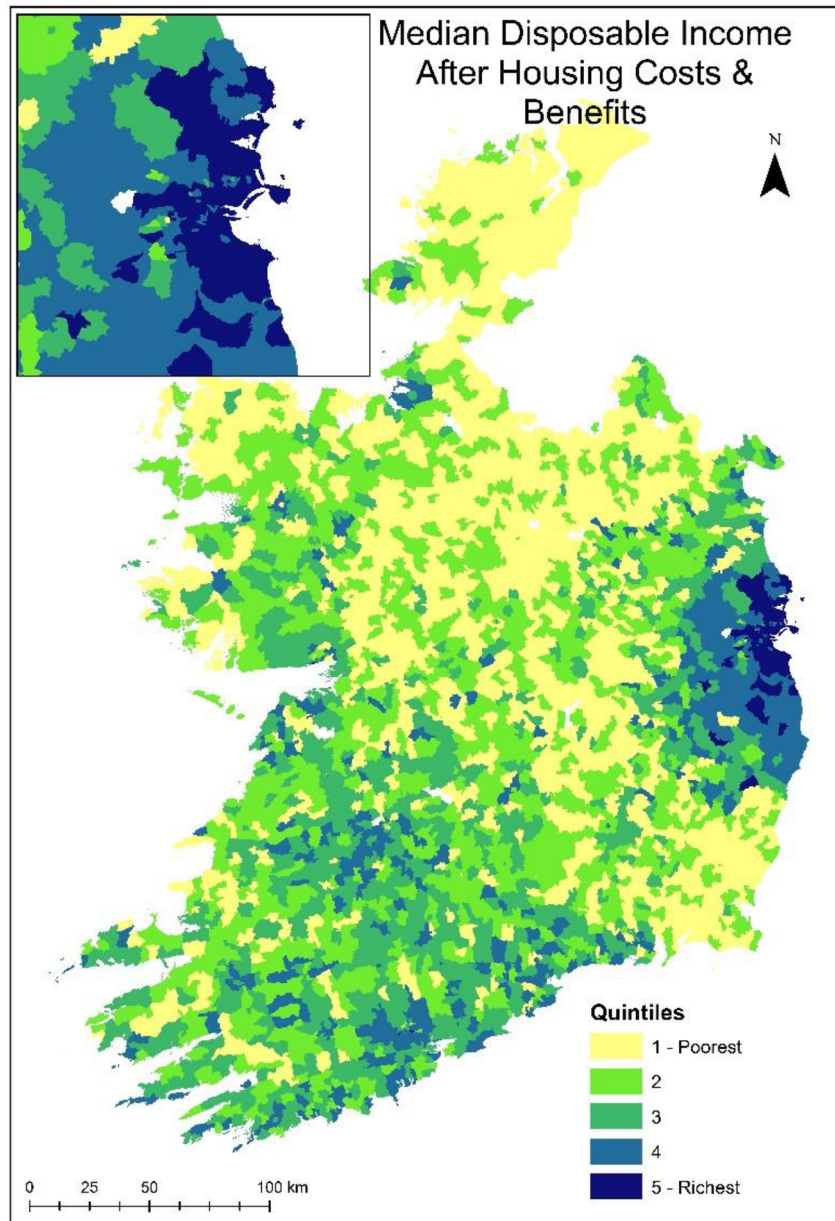 Median Disposable Income
After Housing Costs &
Benefits
N
Quintiles
1 - Poorest
2
3
4
5 - Richest
0 25 50 100 km